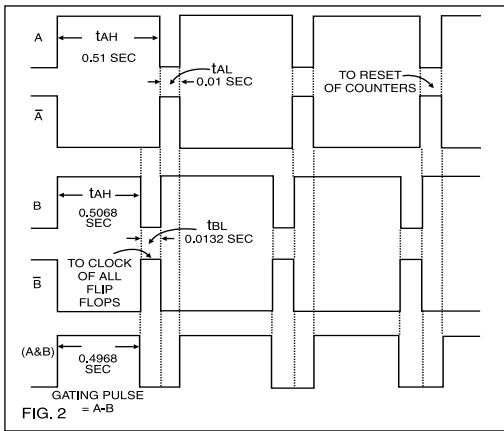 A
tAH
0.51 SEC
tAL
0.01 SEC
TO RESET
OF COUNTERS
A̅
B
tAH
0.5068
SEC
tBL
0.0132 SEC
TO CLOCK
OF ALL
FLIP
FLOPS
B̅
(A&B)
0.4968
SEC
GATING PULSE
= A-B
FIG. 2